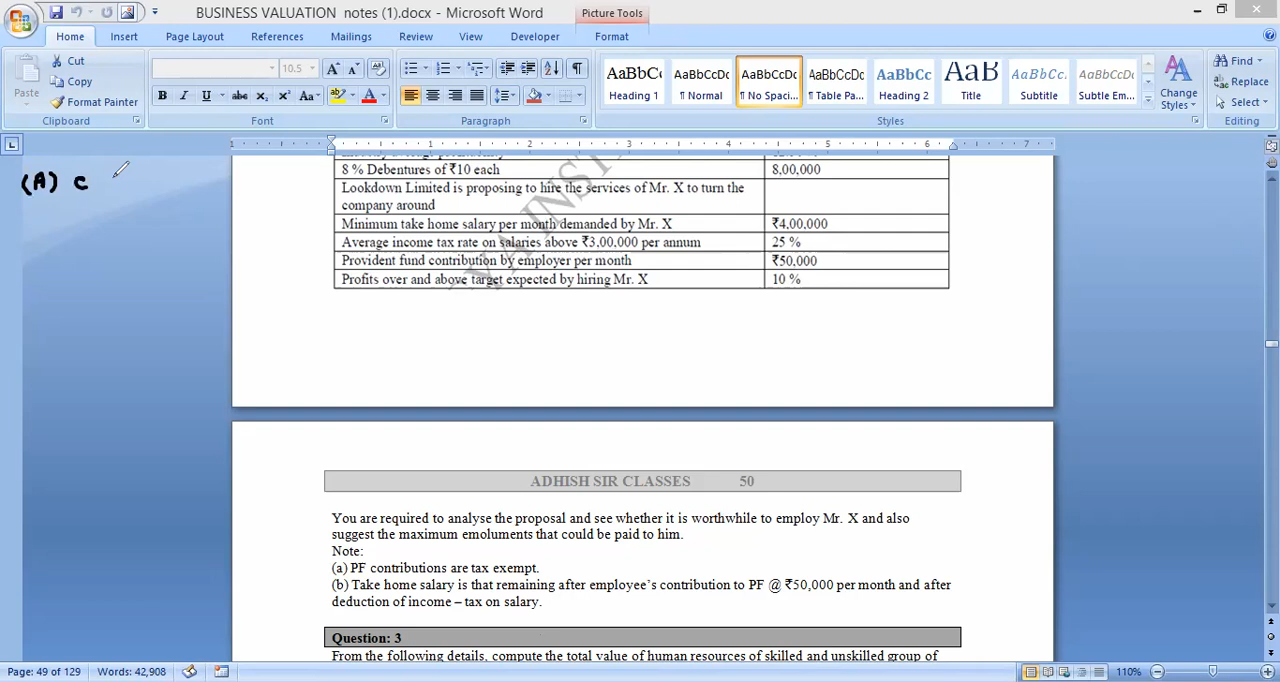 BUSINESS VALUATION notes (1).docx - Microsoft Word
Picture Tools
Home Insert Page Layout References Mailings Review View Developer Format
Paste
Cut
Copy
Format Painter
Clipboard
10.5
Font
Paragraph
AaBbCc AaBbCcDc AaBbCcDc AaBbCcDc AaBbCc AaB AaBbCcL AaBbCcDc
Heading 1 ¶ Normal ¶ No Spaci... ¶ Table Pa... Heading 2 Title Subtitle Subtle Em...
Change Styles
Styles
Find
Replace
Select
Editing
(A) C
8 % Debentures of ₹10 each 8,00,000
Lookdown Limited is proposing to hire the services of Mr. X to turn the
company around
Minimum take home salary per month demanded by Mr. X ₹4,00,000
Average income tax rate on salaries above ₹3,00,000 per annum 25 %
Provident fund contribution by employer per month ₹50,000
Profits over and above target expected by hiring Mr. X 10 %
YA INST
ADHISH SIR CLASSES 50
You are required to analyse the proposal and see whether it is worthwhile to employ Mr. X and also
suggest the maximum emoluments that could be paid to him.
Note:
(a) PF contributions are tax exempt.
(b) Take home salary is that remaining after employee's contribution to PF @ ₹50,000 per month and after
deduction of income – tax on salary.
Question: 3
From the following details, compute the total value of human resources of skilled and unskilled group of
Page: 49 of 129 Words: 42,908 110%